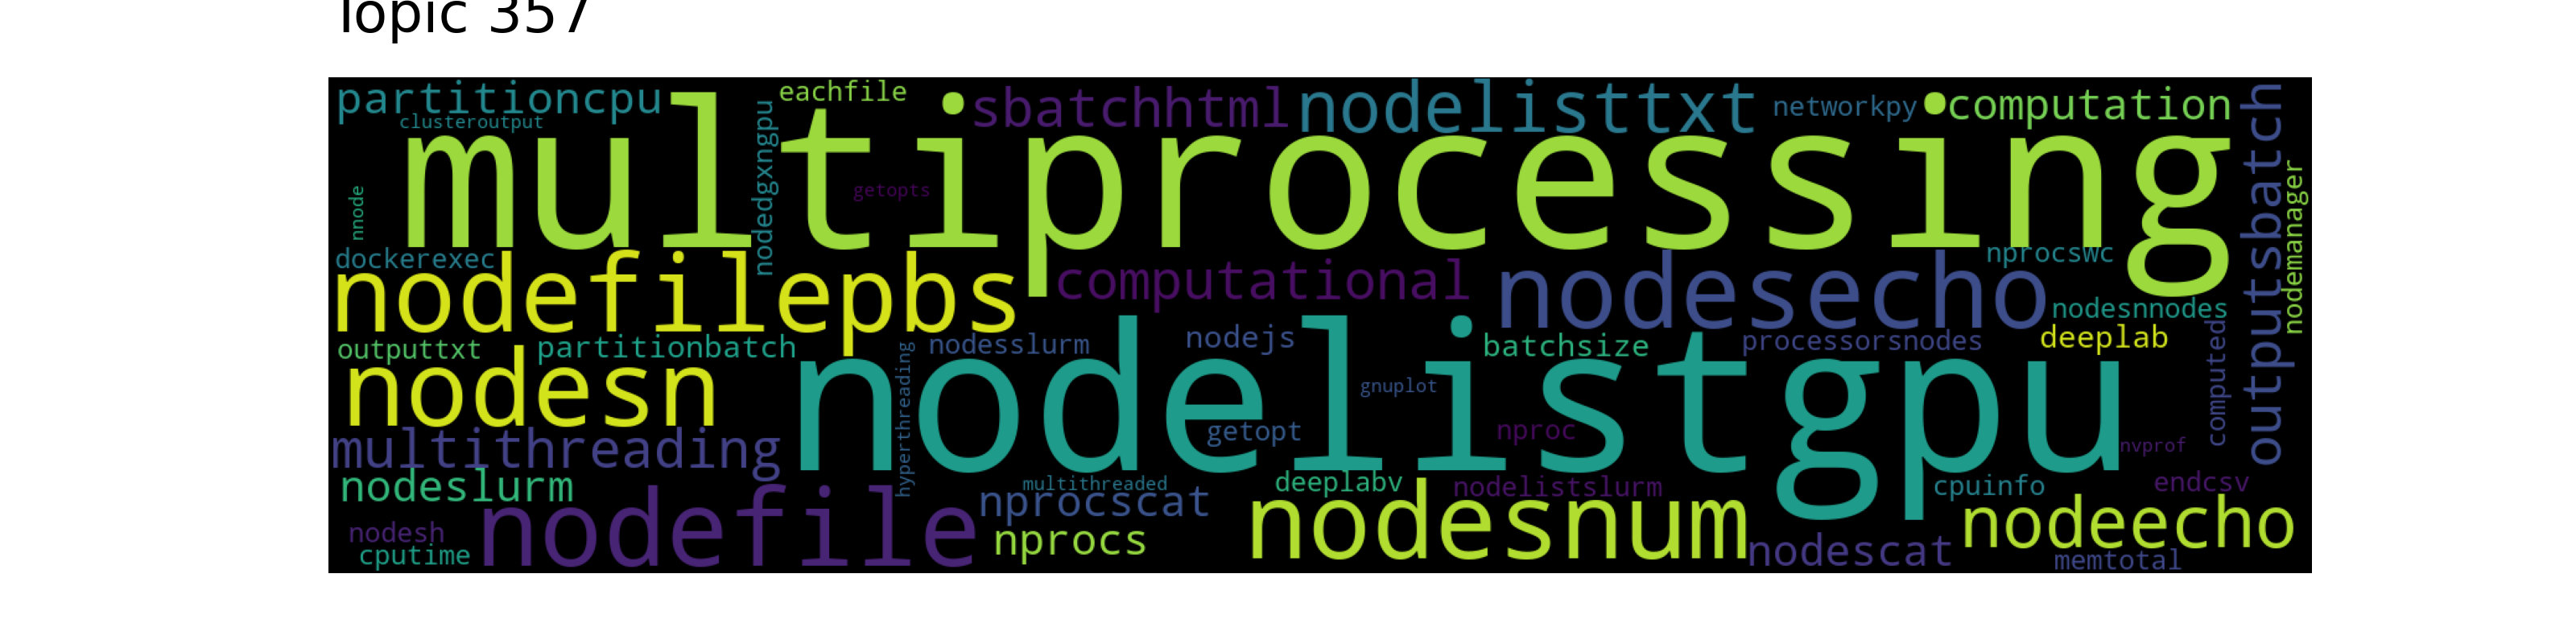 Topic 357
partitioncpu
eachfile
sbatchhtml
nodelisttxt
networkpy
computation
clusteroutput
multiprocessing
nodedgxngpu
getopts
nnode
outputsbatch
nodemanager
dockerexec
nprocswc
nodefilepbs
computational
nodesecho
nodesnnodes
outputtxt
partitionbatch
nodesslurm
nodejs
batchsize
processorsnodes
deeplab
nodesn
hyperthreading
nodelistgpu
gnuplot
computed
multithreading
getopt
nproc
nvprof
nodeslurm
multithreaded
deeplabv
nodelistslurm
cpuinfo
endcsv
nodesh
nodefile
nprocscat
nodesnum
nodeecho
cputime
nprocs
nodescat
memtotal